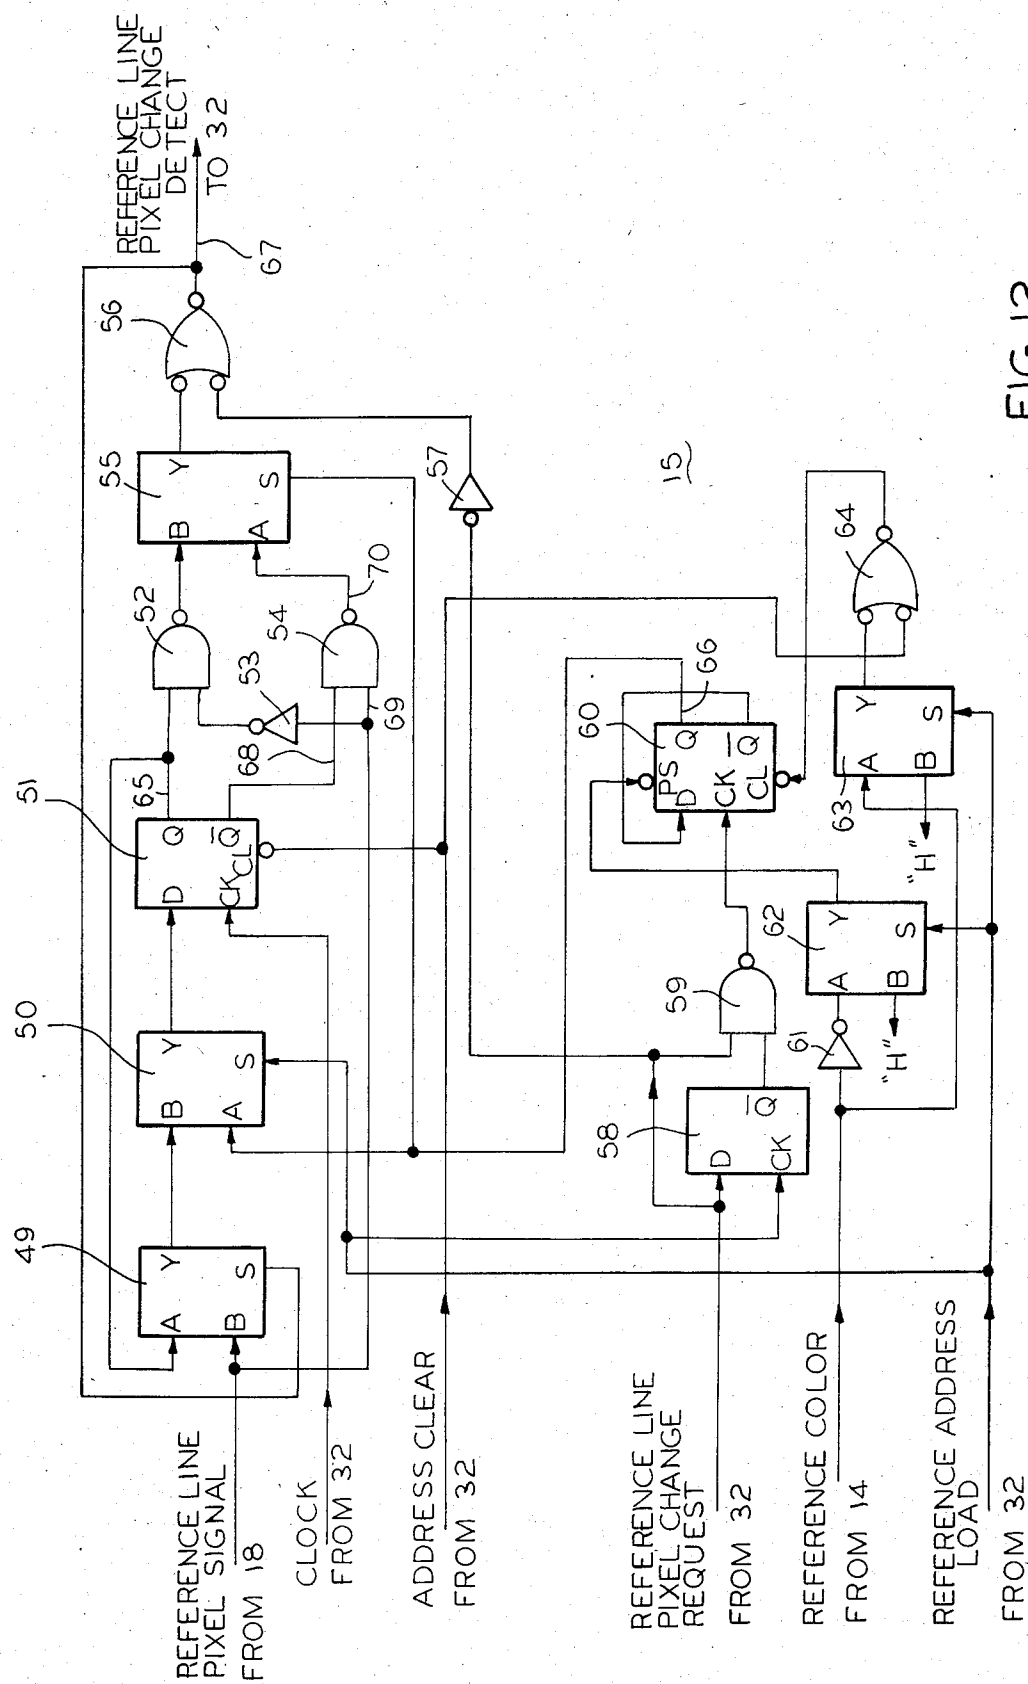 REFERENCE LINE
PIXEL CHANGE
DETECT
TO 32
67
56
55
Y
B
A
S
57
52
54
53
70
69
68
65
51
D
Q
Q
CK
CL
50
Y
B
A
S
49
Y
A
B
S
REFERENCE LINE
PIXEL SIGNAL
FROM 18
CLOCK
FROM 32
ADDRESS CLEAR
FROM 32
15
66
60
PS
D
Q
CK
Q
CL
64
63
Y
A
B
S
"H"
62
Y
A
B
S
"H"
61
59
58
D
Q
CK
REFERENCE LINE
PIXEL CHANGE
REQUEST
FROM 32
REFERENCE COLOR
FROM 14
REFERENCE ADDRESS
LOAD
FROM 32